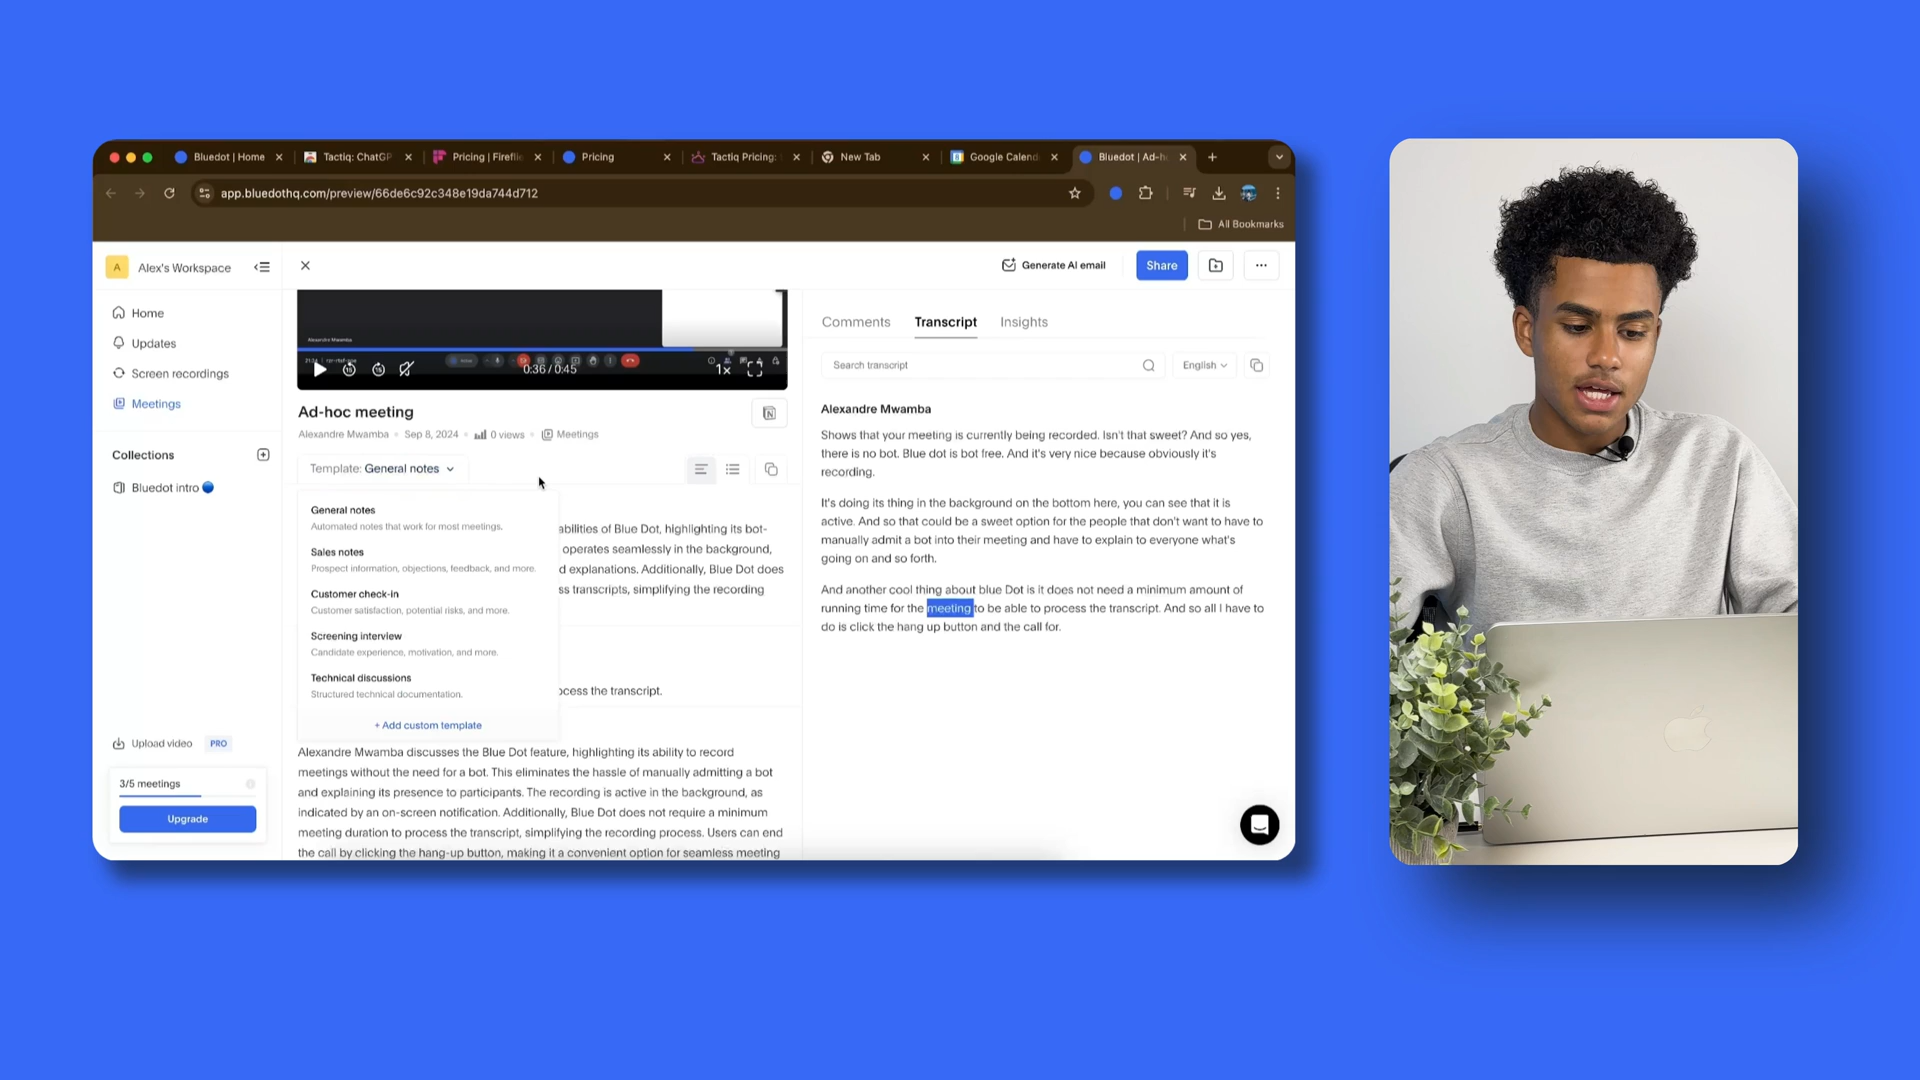 Bluedot | Home
Tactiq: ChatGP
Pricing | Firefli
Pricing
Tactiq Pricing:
New Tab
Google Calend
Bluedot | Ad-h
app.bluedothq.com/preview/66de6c92c348e19da744d712
All Bookmarks
A
Alex's Workspace
Home
Updates
Screen recordings
Meetings
Collections
Bluedot intro
Upload video PRO
3/5 meetings
Upgrade
Generate AI email
Share
Alexandre Mwamba
0:36 / 0:45
1×
Ad-hoc meeting
Alexandre Mwamba • Sep 8, 2024 • 0 views • Meetings
Template: General notes
General notes
Automated notes that work for most meetings.
Sales notes
Prospect information, objections, feedback, and more.
Customer check-in
Customer satisfaction, potential risks, and more.
Screening interview
Candidate experience, motivation, and more.
Technical discussions
Structured technical documentation.
+ Add custom template
abilities of Blue Dot, highlighting its bot-
operates seamlessly in the background,
d explanations. Additionally, Blue Dot does
ss transcripts, simplifying the recording
ocess the transcript.
Alexandre Mwamba discusses the Blue Dot feature, highlighting its ability to record
meetings without the need for a bot. This eliminates the hassle of manually admitting a bot
and explaining its presence to participants. The recording is active in the background, as
indicated by an on-screen notification. Additionally, Blue Dot does not require a minimum
meeting duration to process the transcript, simplifying the recording process. Users can end
the call by clicking the hang-up button, making it a convenient option for seamless meeting
Comments
Transcript
Insights
Search transcript
English
Alexandre Mwamba
Shows that your meeting is currently being recorded. Isn't that sweet? And so yes,
there is no bot. Blue dot is bot free. And it's very nice because obviously it's
recording.
It's doing its thing in the background on the bottom here, you can see that it is
active. And so that could be a sweet option for the people that don't want to have to
manually admit a bot into their meeting and have to explain to everyone what's
going on and so forth.
And another cool thing about blue Dot is it does not need a minimum amount of
running time for the meeting to be able to process the transcript. And so all I have to
do is click the hang up button and the call for.